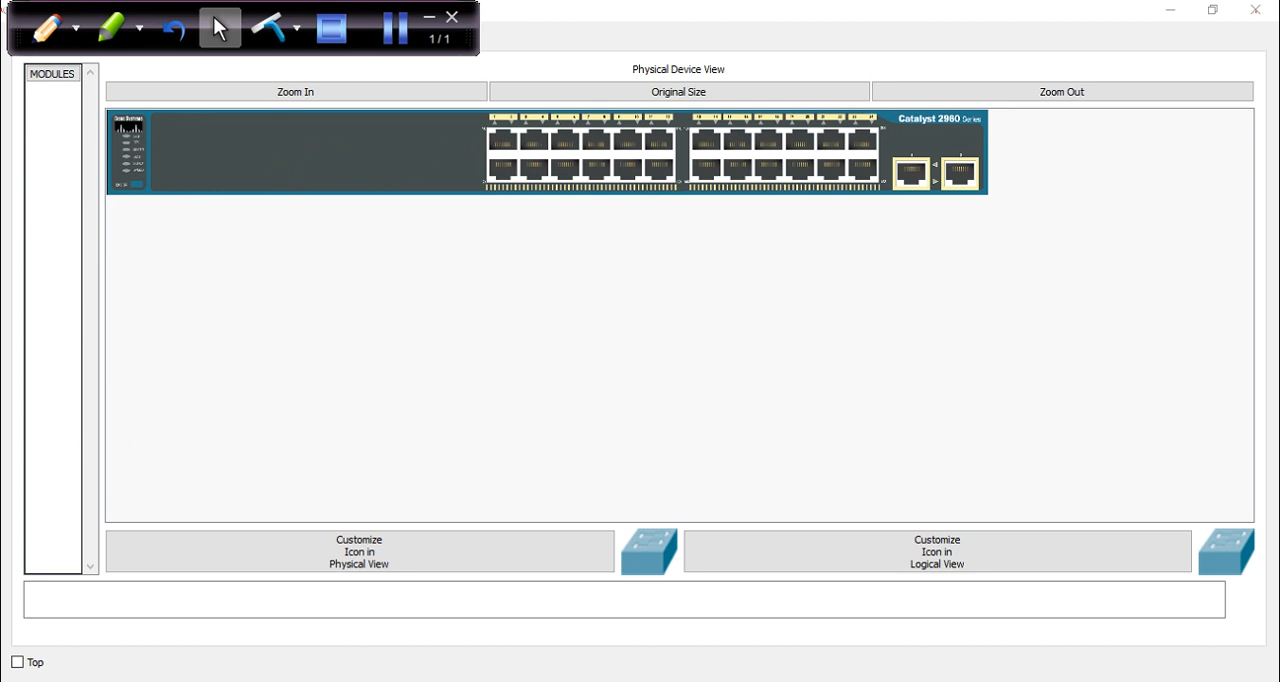 1/1
MODULES
Physical Device View
Zoom In
Original Size
Zoom Out
Catalyst 2960 Series
Customize
Icon in
Physical View
Customize
Icon in
Logical View
Top